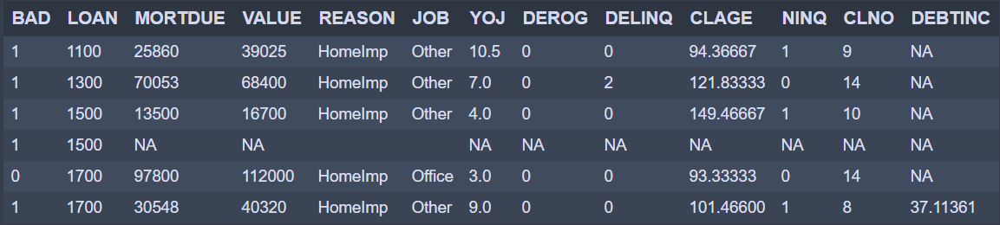 BAD LOAN MORTDUE VALUE REASON JOB YOJ DEROG DELINQ CLAGE NINQ CLNO DEBTINC
1 1100 25860 39025 HomeImp Other 10.5 0 0 94.36667 1 9 NA
1 1300 70053 68400 HomeImp Other 7.0 0 2 121.83333 0 14 NA
1 1500 13500 16700 HomeImp Other 4.0 0 0 149.46667 1 10 NA
1 1500 NA NA NA NA NA NA NA NA NA
0 1700 97800 112000 HomeImp Office 3.0 0 0 93.33333 0 14 NA
1 1700 30548 40320 HomeImp Other 9.0 0 0 101.46600 1 8 37.11361